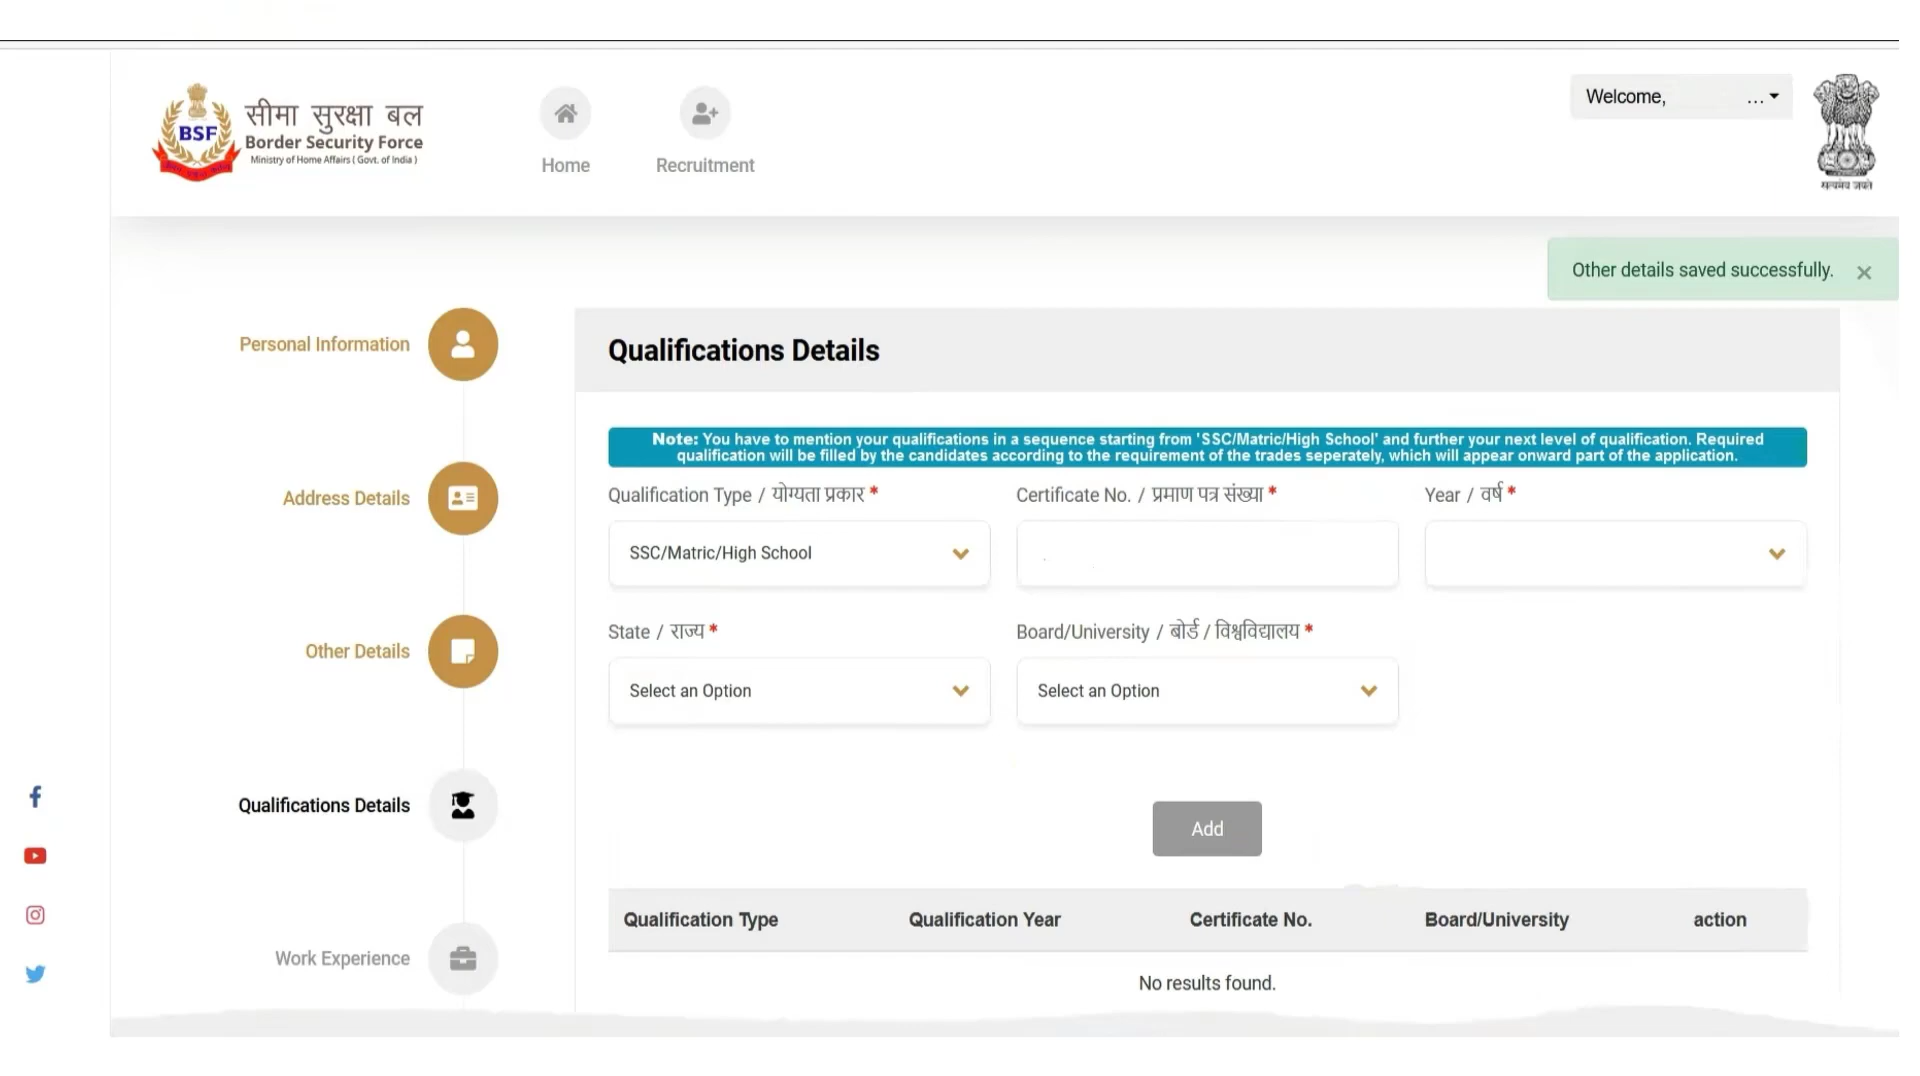 सीमा सुरक्षा बल
BSF
Border Security Force
Ministry of Home Affairs ( Govt. of India )
Home
Recruitment
Welcome, ...
सत्यमेव जयते
Other details saved successfully. ×
Personal Information
Address Details
Other Details
Qualifications Details
Work Experience
Qualifications Details
Note: You have to mention your qualifications in a sequence starting from 'SSC/Matric/High School' and further your next level of qualification. Required
qualification will be filled by the candidates according to the requirement of the trades seperately, which will appear onward part of the application.
Qualification Type / योग्यता प्रकार *
Certificate No. / प्रमाण पत्र संख्या *
Year / वर्ष *
SSC/Matric/High School
State / राज्य *
Board/University / बोर्ड / विश्वविद्यालय *
Select an Option
Select an Option
Add
Qualification Type Qualification Year Certificate No. Board/University action
No results found.